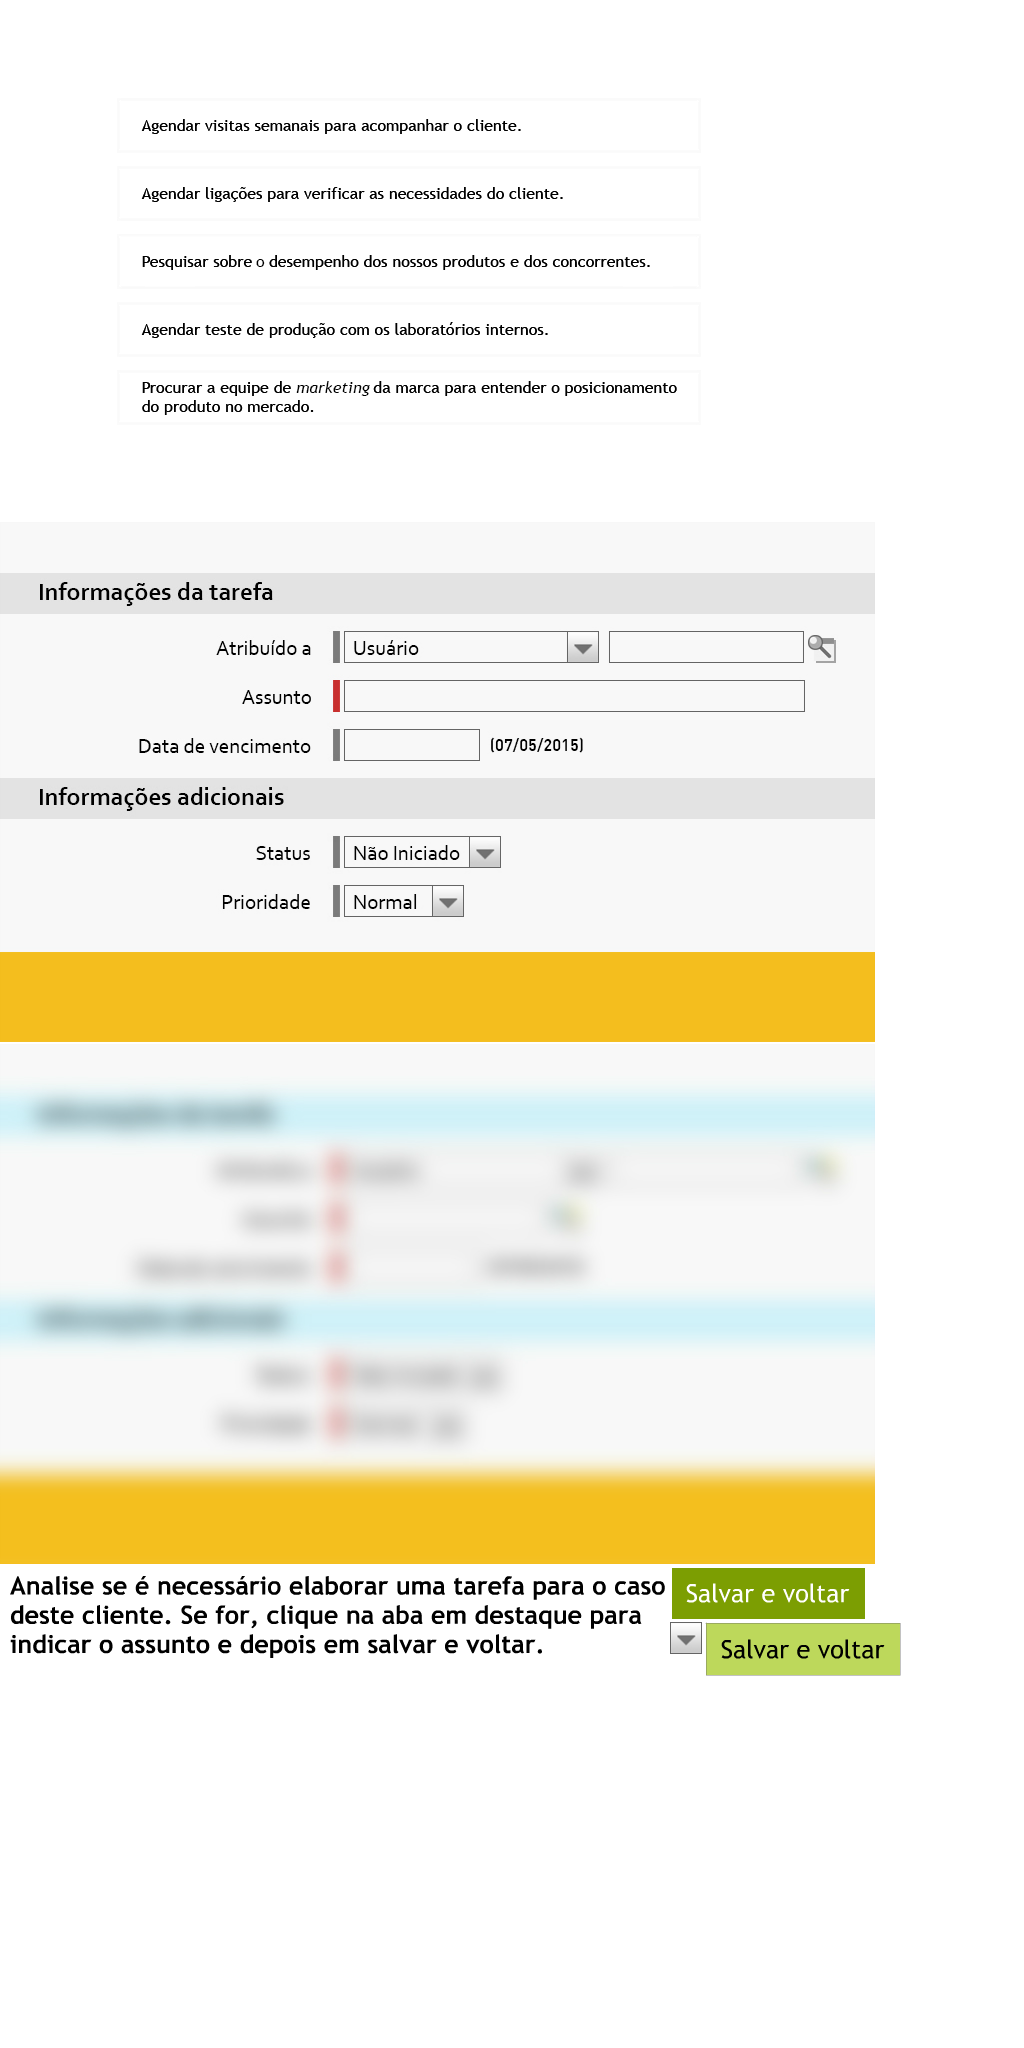 Agendar visitas semanais para acompanhar o cliente.
Agendar ligações para verificar as necessidades do cliente.
Pesquisar sobre o desempenho dos nossos produtos e dos concorrentes.
Agendar teste de produção com os laboratórios internos.
Procurar a equipe de marketing da marca para entender o posicionamento
do produto no mercado.
Informações da tarefa
Atribuído a Usuário
Assunto
Data de vencimento (07/05/2015)
Informações adicionais
Status Não Iniciado
Prioridade Normal
Analise se é necessário elaborar uma tarefa para o caso
deste cliente. Se for, clique na aba em destaque para
indicar o assunto e depois em salvar e voltar.
Salvar e voltar
Salvar e voltar